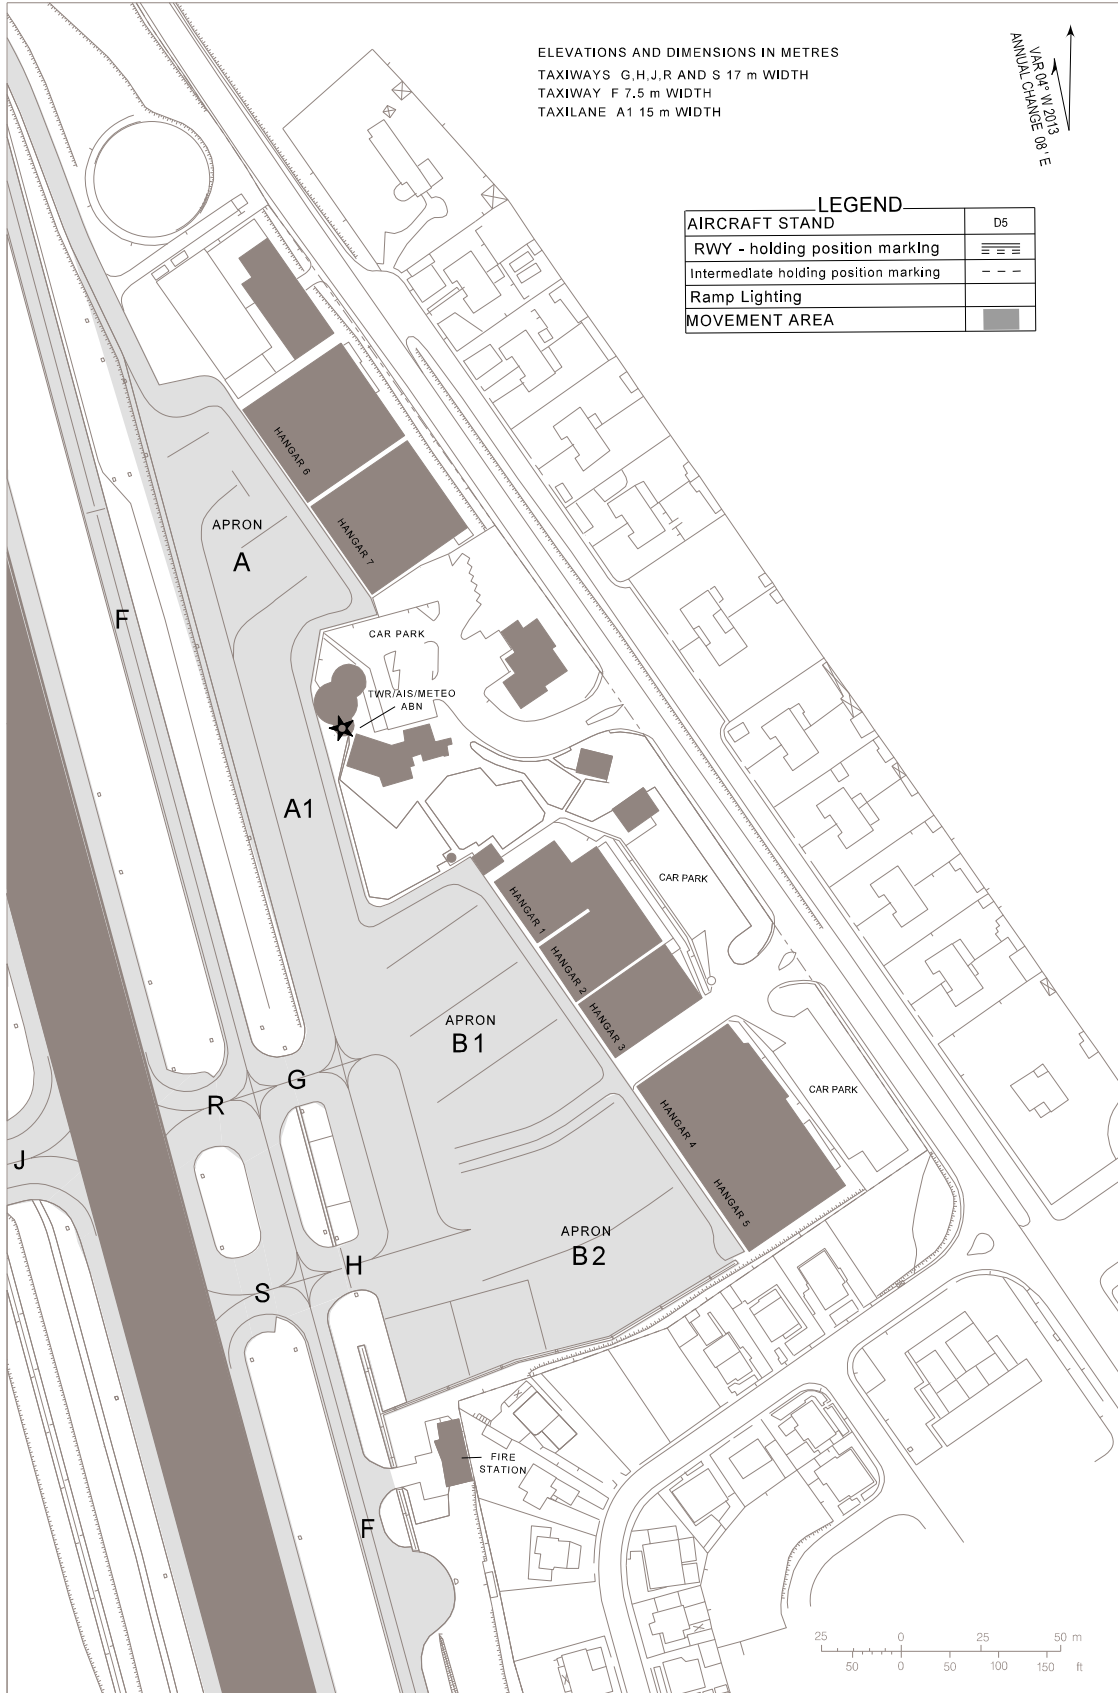 ELEVATIONS AND DIMENSIONS IN METRES
TAXIWAYS G,H,J,R AND S 17 m WIDTH
TAXIWAY F 7.5 m WIDTH
TAXILANE A1 15 m WIDTH
VAR 04° W 2013
ANNUAL CHANGE 08' E
LEGEND
AIRCRAFT STAND D5
RWY - holding position marking
Intermediate holding position marking
Ramp Lighting
MOVEMENT AREA
HANGAR 6
HANGAR 7
APRON
A
F
CAR PARK
TWR/AIS/METEO
ABN
A1
CAR PARK
HANGAR 1
HANGAR 2
HANGAR 3
APRON
B1
G
R
CAR PARK
HANGAR 4
J
HANGAR 5
APRON
B2
H
S
FIRE
STATION
F
25 0 25 50 m
50 0 50 100 150 ft